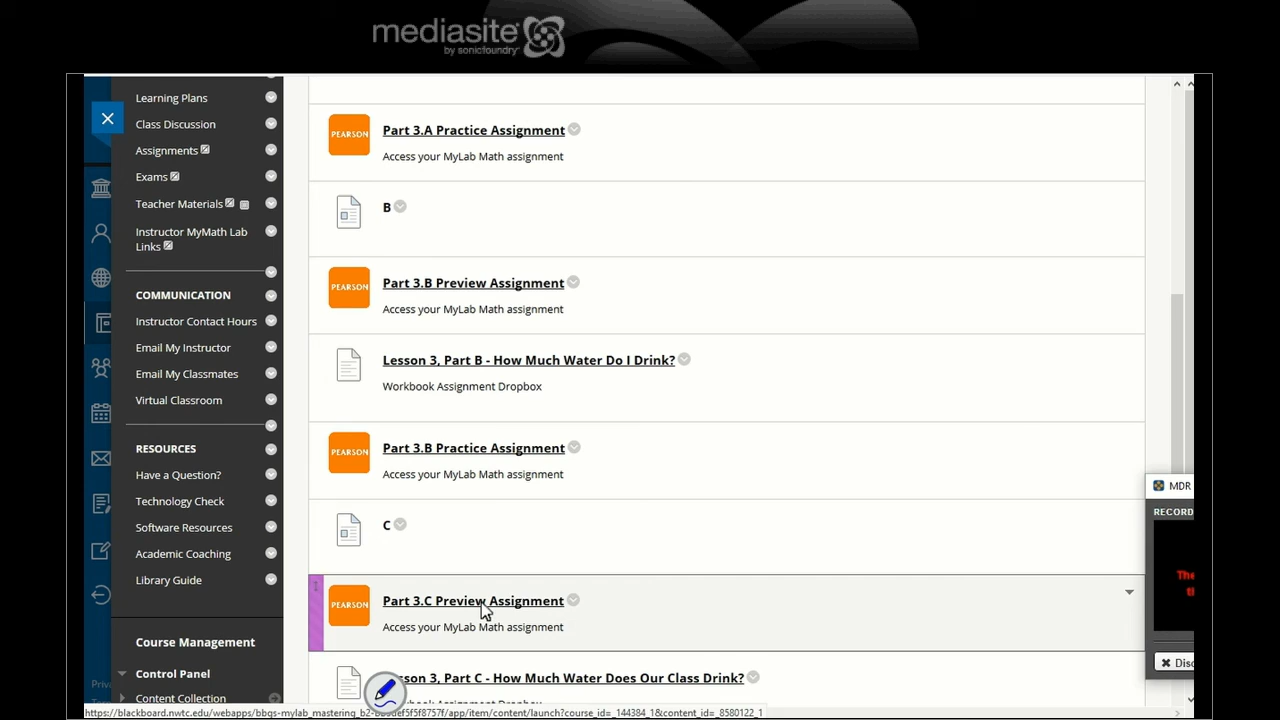 mediasite
by sonicfoundry
Learning Plans
Class Discussion
Assignments
Exams
Teacher Materials
Instructor MyMath Lab
Links
COMMUNICATION
Instructor Contact Hours
Email My Instructor
Email My Classmates
Virtual Classroom
RESOURCES
Have a Question?
Technology Check
Software Resources
Academic Coaching
Library Guide
Course Management
Control Panel
Content Collection
PEARSON
Part 3.A Practice Assignment
Access your MyLab Math assignment
B
PEARSON
Part 3.B Preview Assignment
Access your MyLab Math assignment
Lesson 3, Part B - How Much Water Do I Drink?
Workbook Assignment Dropbox
PEARSON
Part 3.B Practice Assignment
Access your MyLab Math assignment
C
PEARSON
Part 3.C Preview Assignment
Access your MyLab Math assignment
sson 3, Part C - How Much Water Does Our Class Drink?
MDR
RECORD
The
ti
Disc
Priva